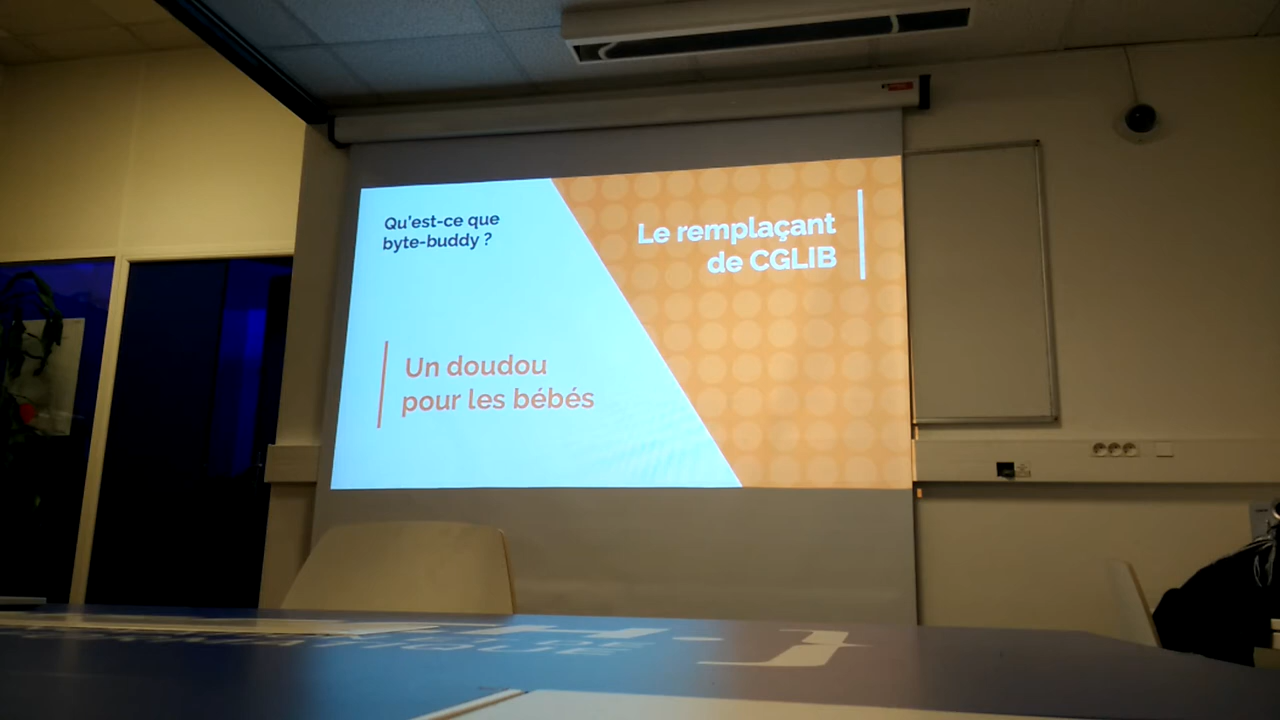 Qu'est-ce que
byte-buddy ?
Le remplaçant
de CGLIB
Un doudou
pour les bébés